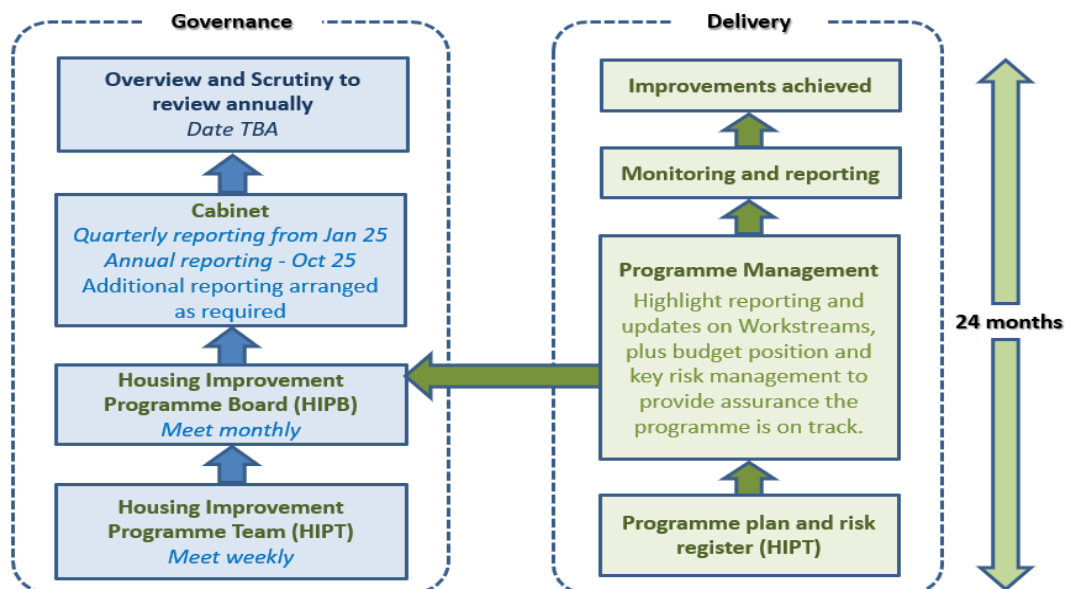 Governance
Overview and Scrutiny to
review annually
Date TBA
Cabinet
Quarterly reporting from Jan 25
Annual reporting - Oct 25
Additional reporting arranged
as required
Housing Improvement
Programme Board (HIPB)
Meet monthly
Housing Improvement
Programme Team (HIPT)
Meet weekly
Delivery
Improvements achieved
Monitoring and reporting
Programme Management
Highlight reporting and
updates on Workstreams,
plus budget position and
key risk management to
provide assurance the
programme is on track.
Programme plan and risk
register (HIPT)
24 months